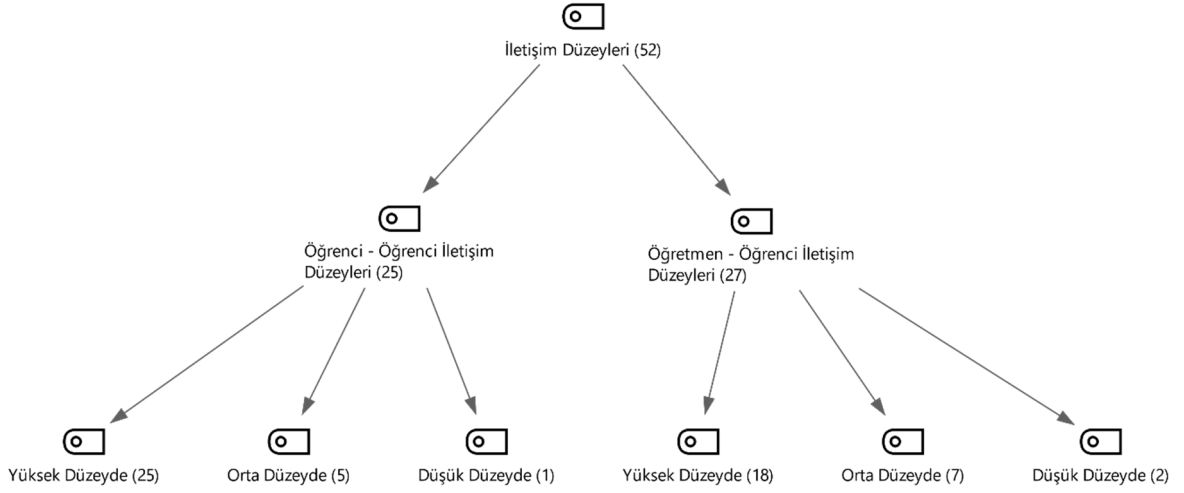 İletişim Düzeyleri (52)
Öğrenci - Öğrenci İletişim
Düzeyleri (25)
Öğretmen - Öğrenci İletişim
Düzeyleri (27)
Yüksek Düzeyde (25)
Orta Düzeyde (5)
Düşük Düzeyde (1)
Yüksek Düzeyde (18)
Orta Düzeyde (7)
Düşük Düzeyde (2)